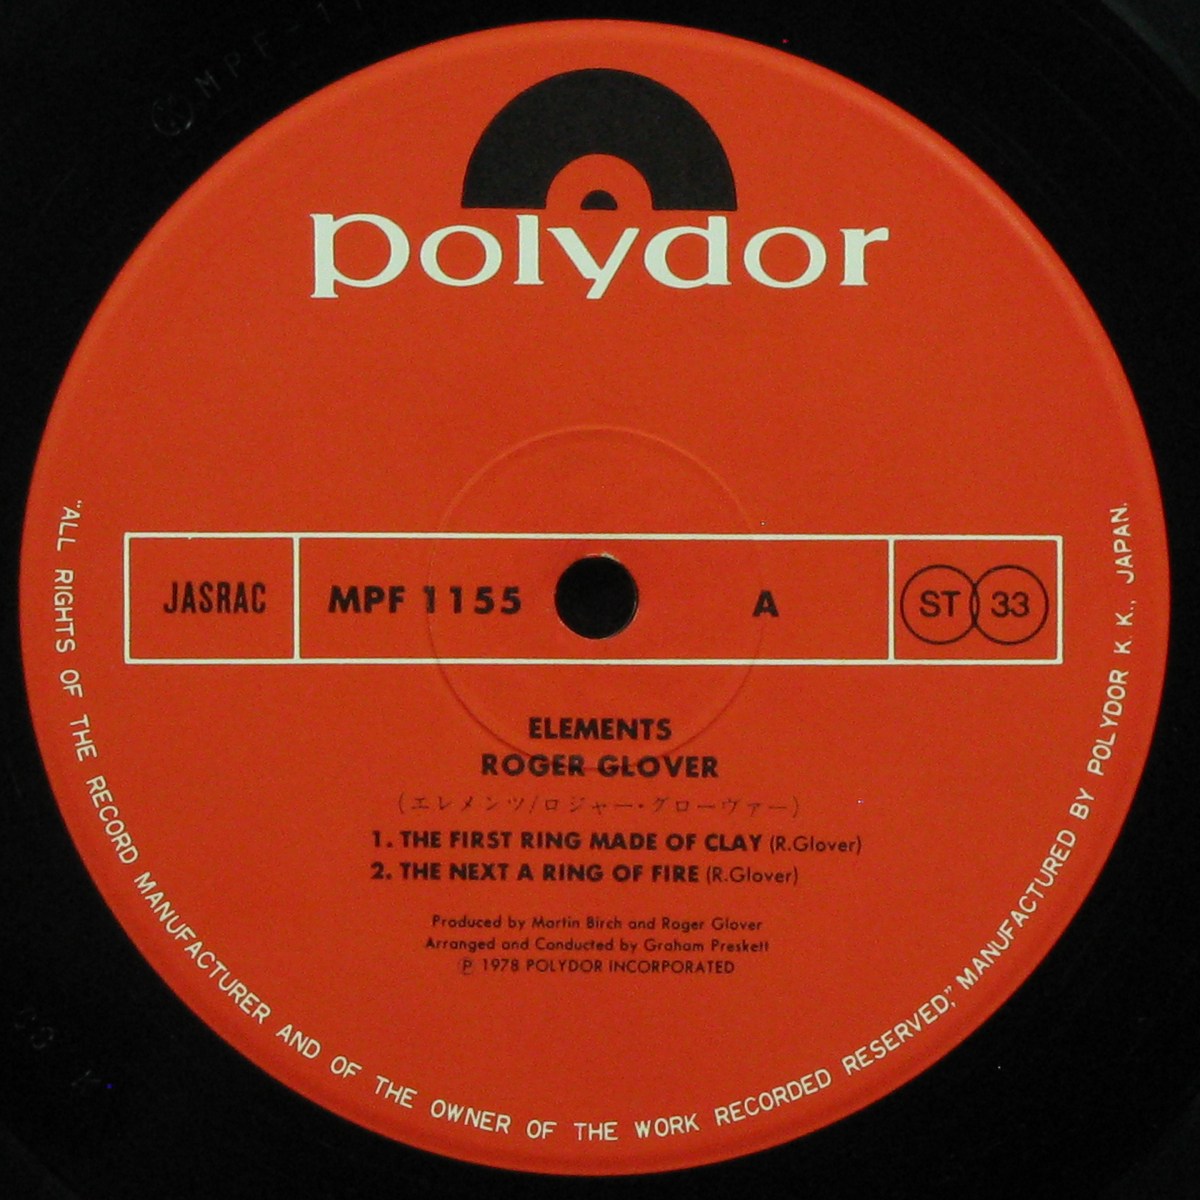 polydor
JASRAC
MPF 1155
A
ST 33
ELEMENTS
ROGER GLOVER
(エレメンツ/ロジャー・グローヴァー)
1. THE FIRST RING MADE OF CLAY (R.Glover)
2. THE NEXT A RING OF FIRE (R.Glover)
Produced by Martin Birch and Roger Glover
Arranged and Conducted by Graham Preskett
Ⓟ 1978 POLYDOR INCORPORATED
"ALL RIGHTS OF THE RECORD MANUFACTURER AND OF THE OWNER OF THE WORK RECORDED RESERVED," MANUFACTURED BY POLYDOR K. K., JAPAN.